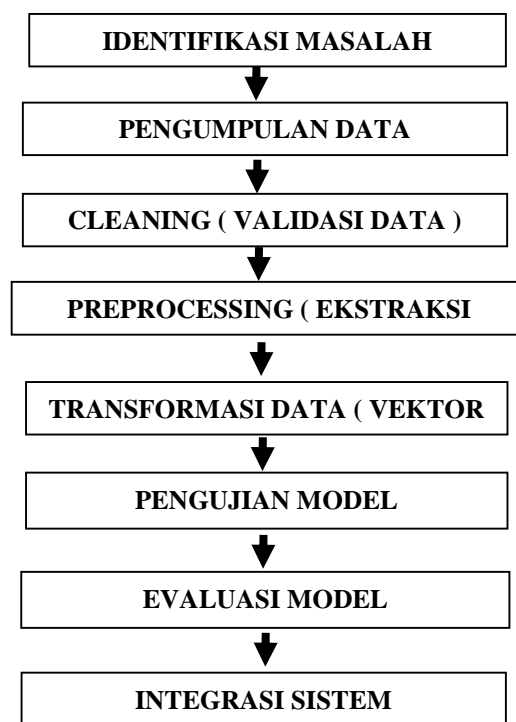 IDENTIFIKASI MASALAH
PENGUMPULAN DATA
CLEANING ( VALIDASI DATA )
PREPROCESSING ( EKSTRAKSI
TRANSFORMASI DATA ( VEKTOR
PENGUJIAN MODEL
EVALUASI MODEL
INTEGRASI SISTEM